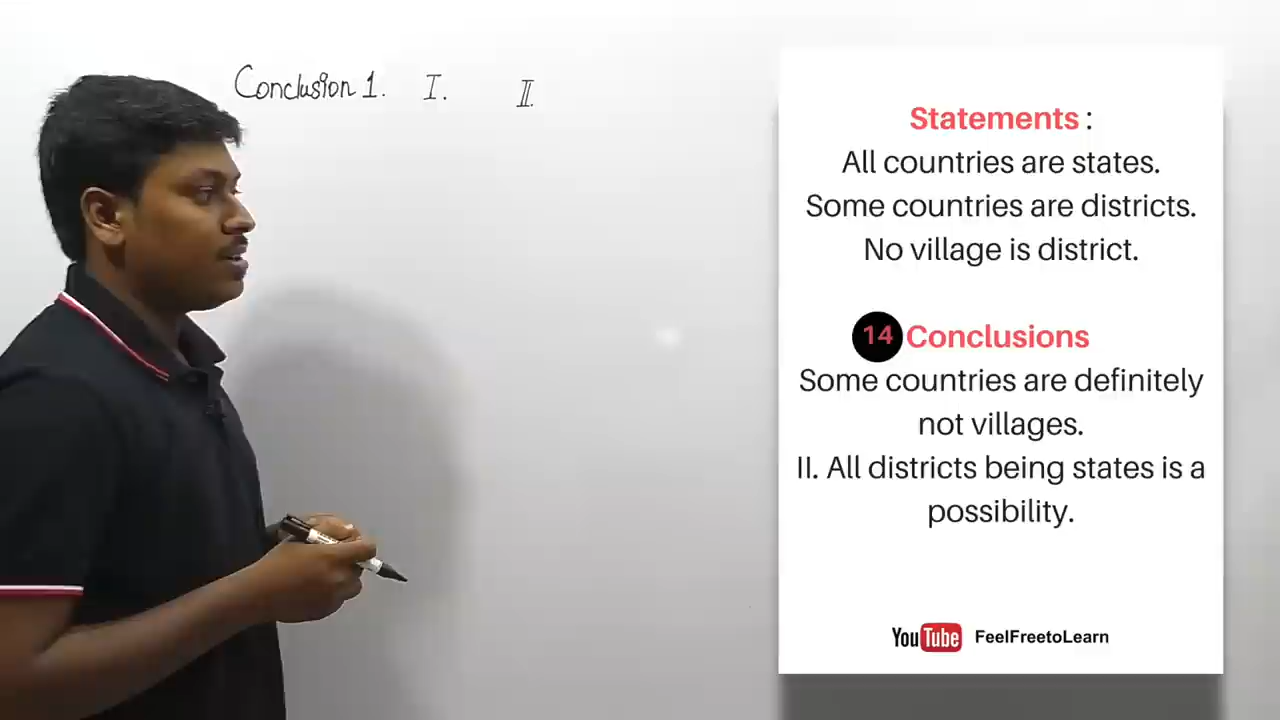 Conclusion 1. I. II.
Statements :
All countries are states.
Some countries are districts.
No village is district.
14 Conclusions
Some countries are definitely
not villages.
II. All districts being states is a
possibility.
YouTube FeelFreetoLearn